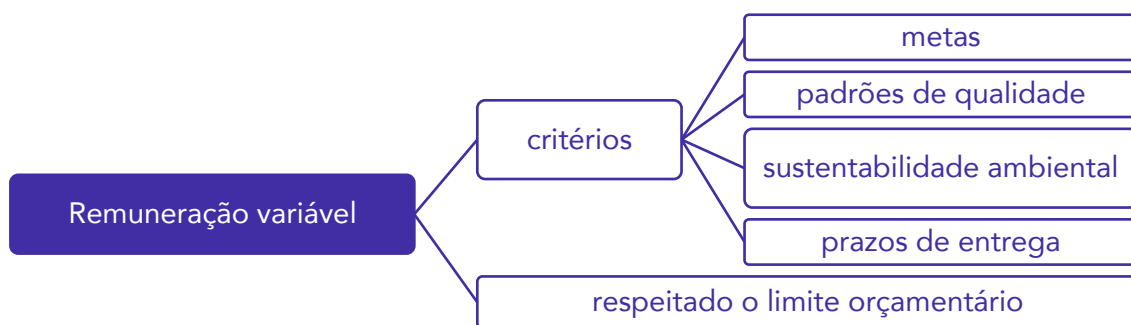 Remuneração variável
critérios
metas
padrões de qualidade
sustentabilidade ambiental
prazos de entrega
respeitado o limite orçamentário